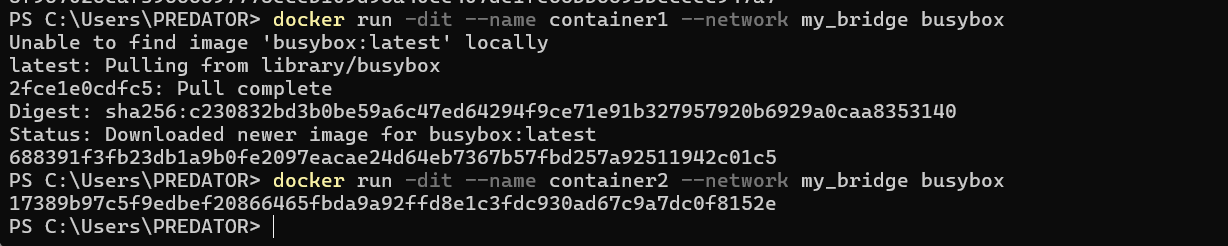 PS C:\Users\PREDATOR> docker run -dit --name container1 --network my_bridge busybox
Unable to find image 'busybox:latest' locally
latest: Pulling from library/busybox
2fce1e0cdfc5: Pull complete
Digest: sha256:c230832bd3b0be59a6c47ed64294f9ce71e91b327957920b6929a0caa8353140
Status: Downloaded newer image for busybox:latest
688391f3fb23db1a9b0fe2097eacae24d64eb7367b57fbd257a92511942c01c5
PS C:\Users\PREDATOR> docker run -dit --name container2 --network my_bridge busybox
17389b97c5f9edbef20866465fbda9a92ffd8e1c3fdc930ad67c9a7dc0f8152e
PS C:\Users\PREDATOR>